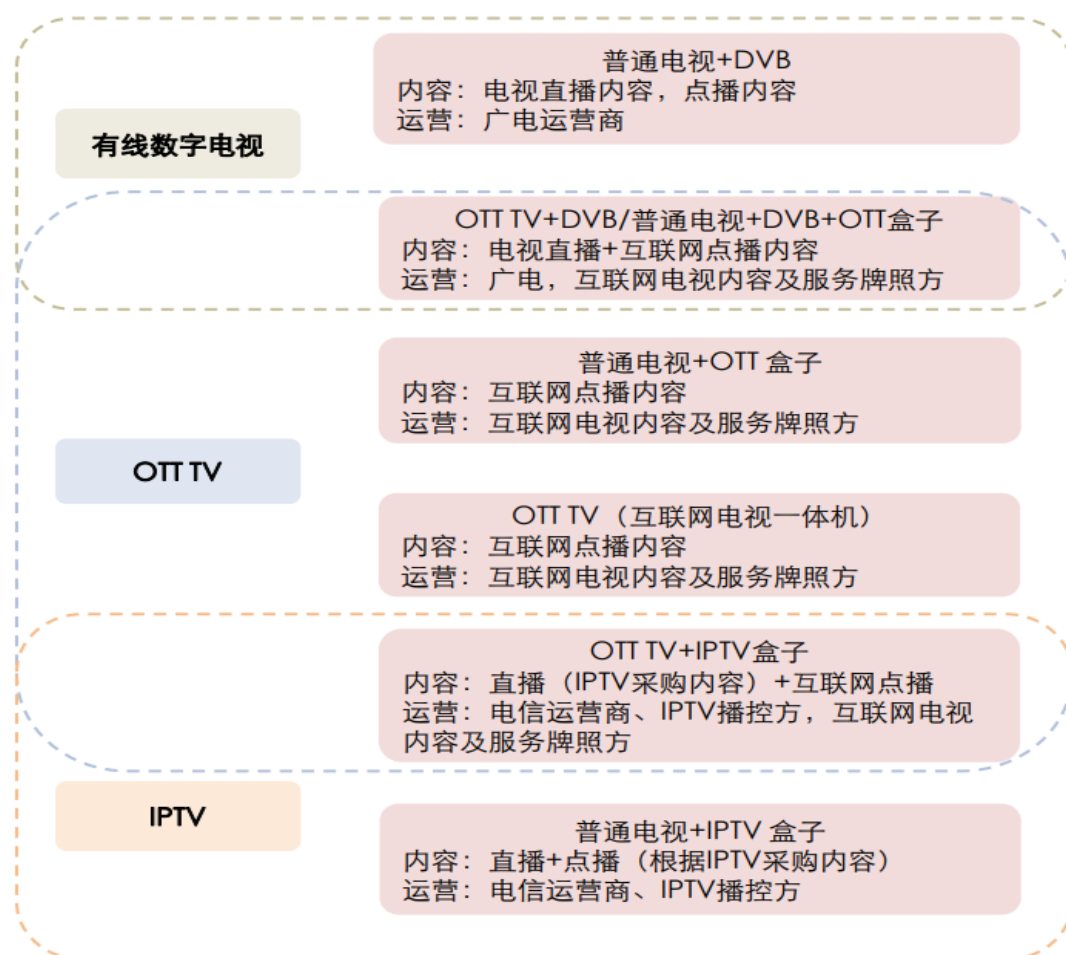 普通电视+DVB
内容：电视直播内容，点播内容
运营：广电运营商
有线数字电视
OTT TV+DVB/普通电视+DVB+OTT盒子
内容：电视直播+互联网点播内容
运营：广电，互联网电视内容及服务牌照方
普通电视+OTT 盒子
内容：互联网点播内容
运营：互联网电视内容及服务牌照方
OTT TV
OTT TV（互联网电视一体机）
内容：互联网点播内容
运营：互联网电视内容及服务牌照方
OTT TV+IPTV盒子
内容：直播（IPTV采购内容）+互联网点播
运营：电信运营商、IPTV播控方，互联网电视
内容及服务牌照方
IPTV
普通电视+IPTV 盒子
内容：直播+点播（根据IPTV采购内容）
运营：电信运营商、IPTV播控方